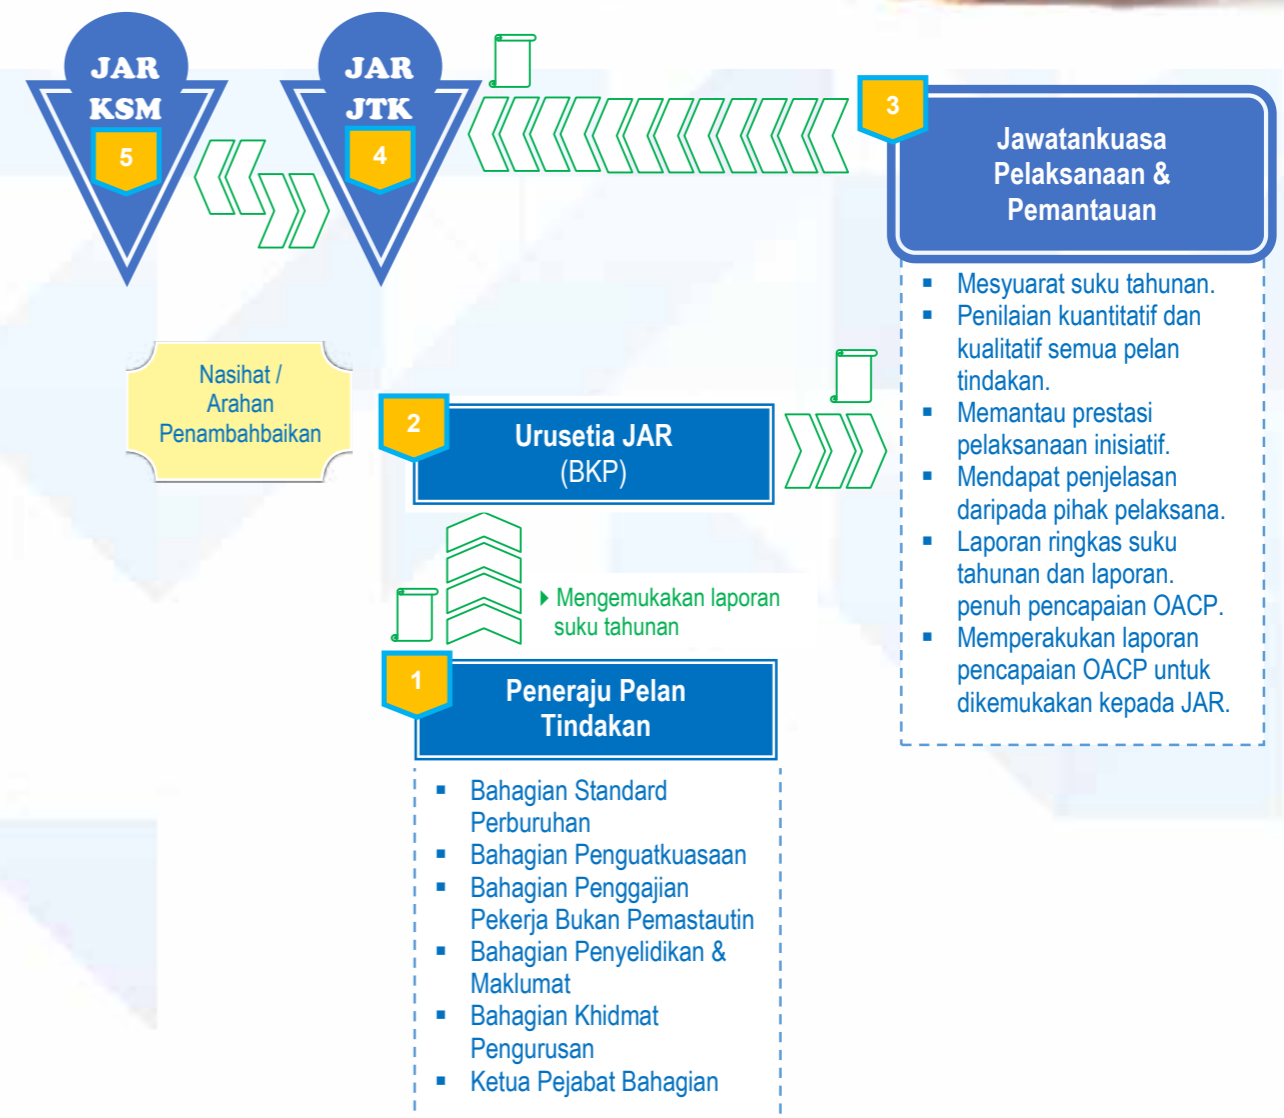 JAR
KSM
5
JAR
JTK
4
3
Jawatankuasa
Pelaksanaan &
Pemantauan
▪ Mesyuarat suku tahunan.
▪ Penilaian kuantitatif dan
kualitatif semua pelan
tindakan.
▪ Memantau prestasi
pelaksanaan inisiatif.
▪ Mendapat penjelasan
daripada pihak pelaksana.
▪ Laporan ringkas suku
tahunan dan laporan.
penuh pencapaian OACP.
▪ Memperakukan laporan
pencapaian OACP untuk
dikemukakan kepada JAR.
Nasihat /
Arahan
Penambahbaikan
2
Urusetia JAR
(BKP)
Mengemukakan laporan
suku tahunan
1
Peneraju Pelan
Tindakan
▪ Bahagian Standard
Perburuhan
▪ Bahagian Penguatkuasaan
▪ Bahagian Penggajian
Pekerja Bukan Pemastautin
▪ Bahagian Penyelidikan &
Maklumat
▪ Bahagian Khidmat
Pengurusan
▪ Ketua Pejabat Bahagian